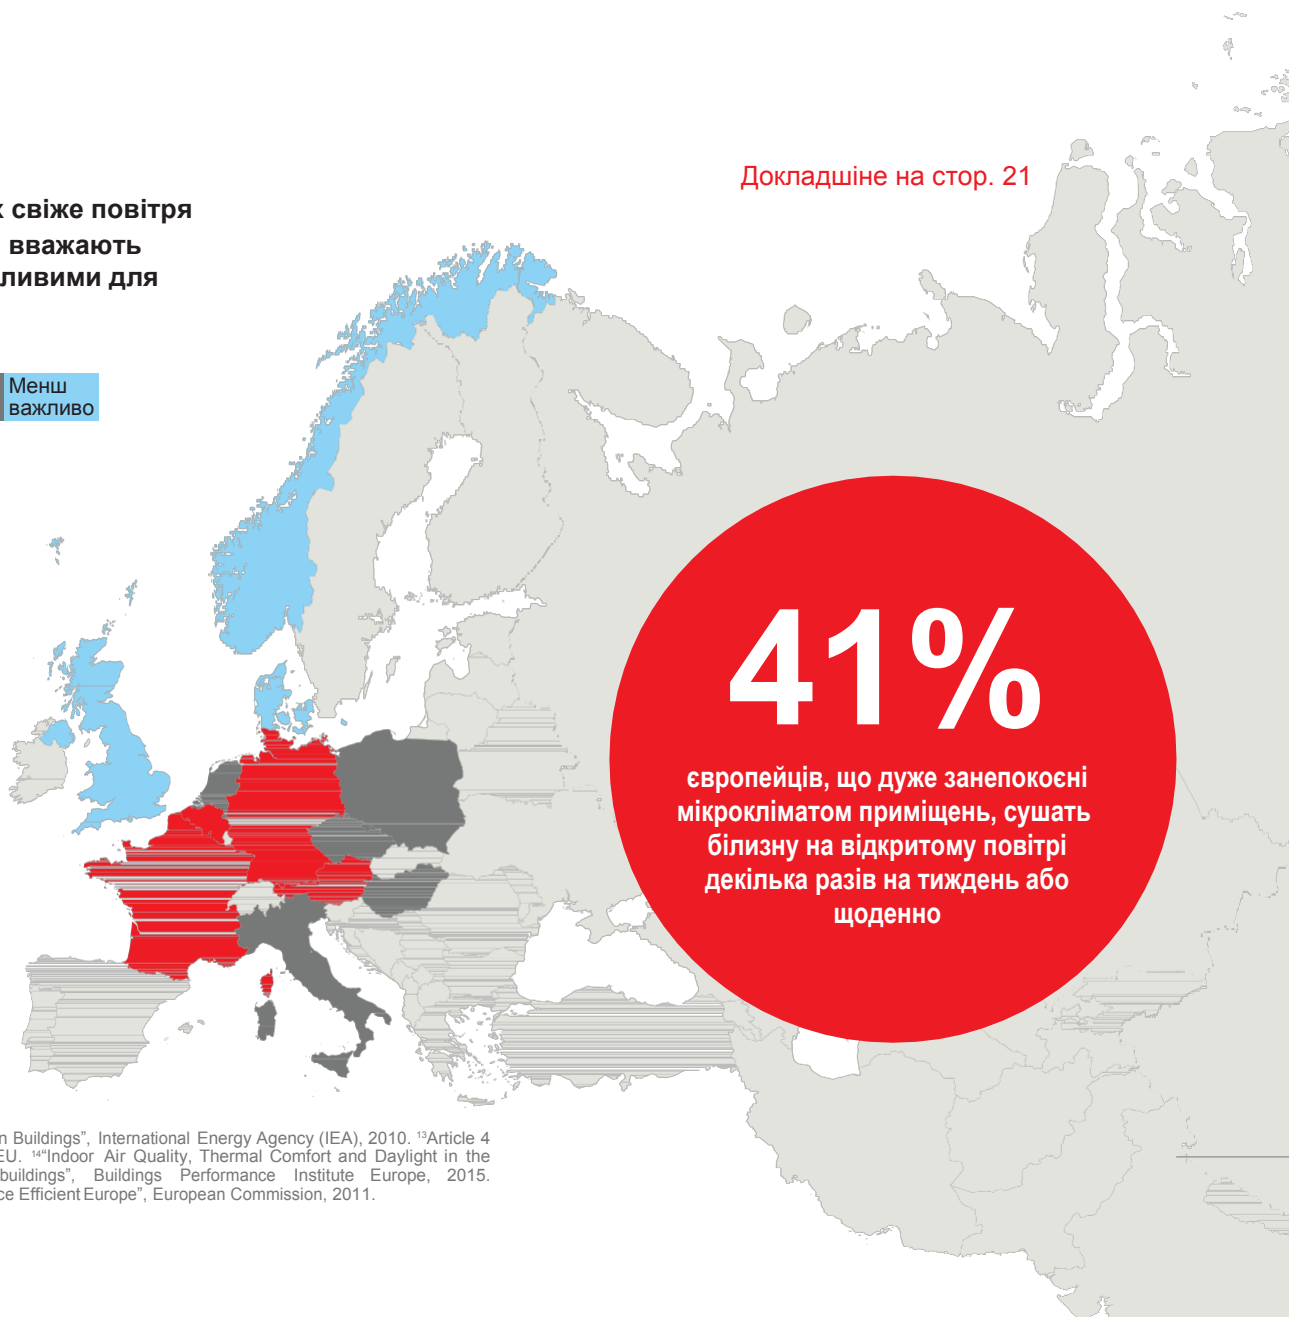 Докладшіне на стор. 21
х свіже повітря
вважають
ливими для
Менш
важливо
41%
європейців, що дуже занепокоєні
мікрокліматом приміщень, сушать
білизну на відкритому повітрі
декілька разів на тиждень або
щоденно
n Buildings”, International Energy Agency (IEA), 2010. ¹³Article 4
EU. ¹⁴“Indoor Air Quality, Thermal Comfort and Daylight in the
buildings”, Buildings Performance Institute Europe, 2015.
ce Efficient Europe”, European Commission, 2011.